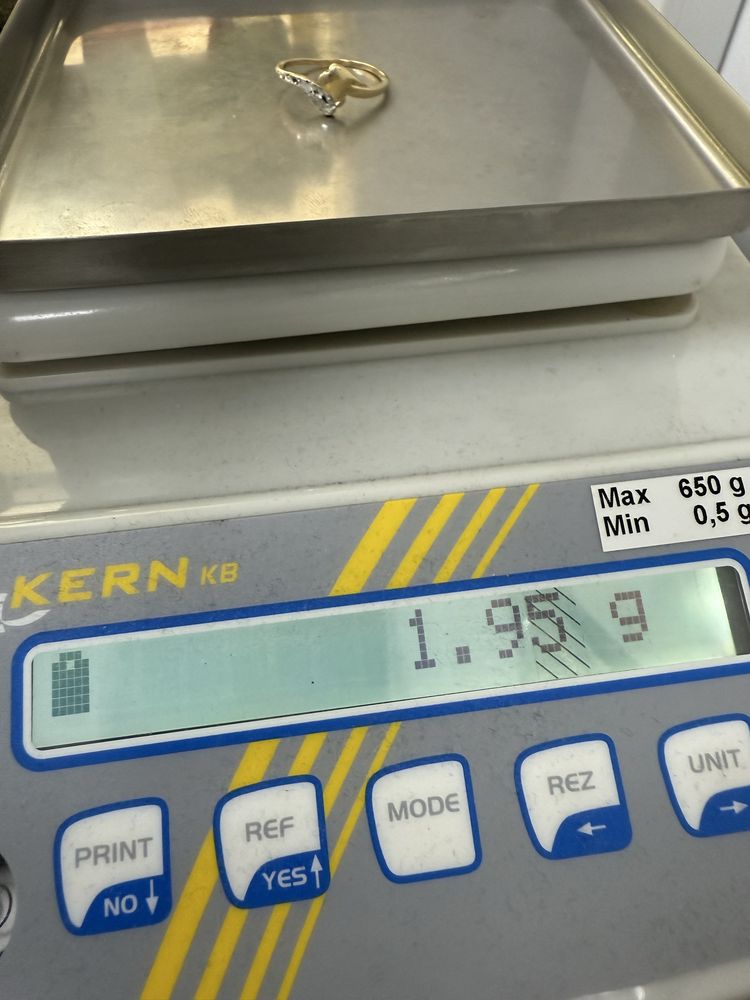 Max 650 g
Min 0,5 g
KERN KB
1.95 g
PRINT
NO ↓
REF
YES ↑
MODE
REZ
←
UNIT
→